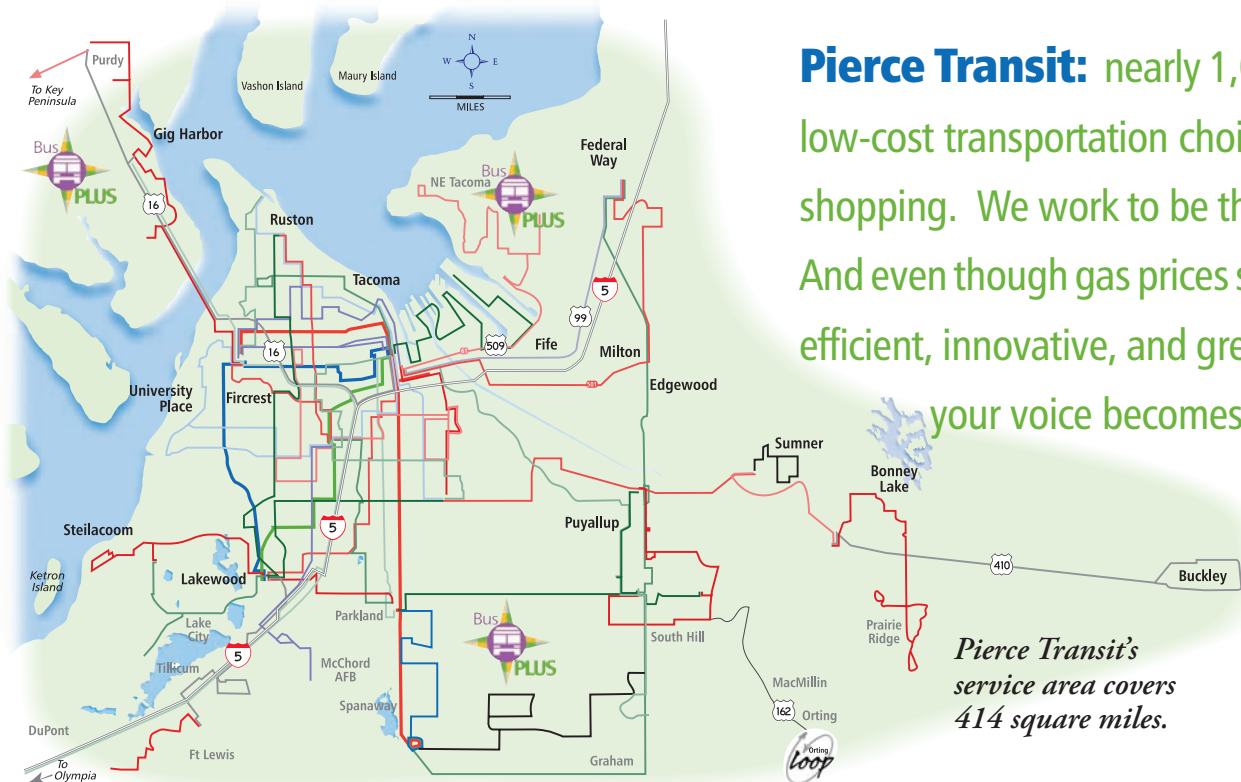 Pierce Transit: nearly 1,
low-cost transportation choi
shopping. We work to be th
And even though gas prices s
efficient, innovative, and gre
your voice becomes
Purdy
To Key
Peninsula
Bus
PLUS
Gig Harbor
16
Vashon Island
Maury Island
N
W E
S
MILES
Federal
Way
NE Tacoma
Bus
PLUS
Ruston
Tacoma
5
99
16
509
Fife
Milton
Edgewood
University
Place
Fircrest
Sumner
Bonney
Lake
Steilacoom
5
Puyallup
Ketron
Island
Lakewood
410
Buckley
Parkland
Bus
PLUS
South Hill
Prairie
Ridge
Lake
City
Tillicum
5
McChord
AFB
Spanaway
MacMillin
162
Orting
Orting
Loop
DuPont
Ft Lewis
Graham
To
Olympia
Pierce Transit's
service area covers
414 square miles.